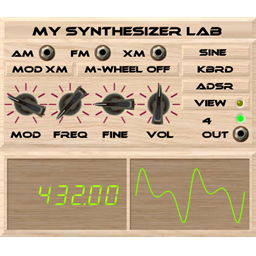 MY SYNTHESIZER LAB
AM FM XM SINE
MOD XM M-WHEEL OFF KBRD
ADSR
VIEW
4
MOD FREQ FINE VOL OUT
432.00